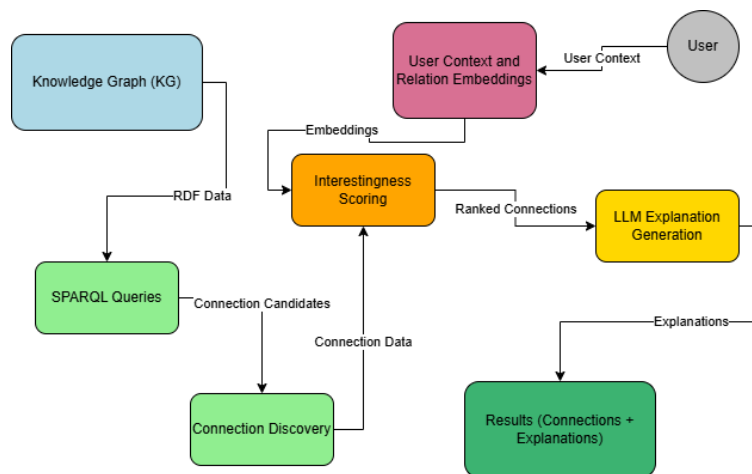 User Context and
Relation Embeddings
User
User Context
Knowledge Graph (KG)
Embeddings
Interestingness
Scoring
RDF Data
Ranked Connections
LLM Explanation
Generation
SPARQL Queries
Connection Candidates
Explanations
Connection Data
Connection Discovery
Results (Connections +
Explanations)